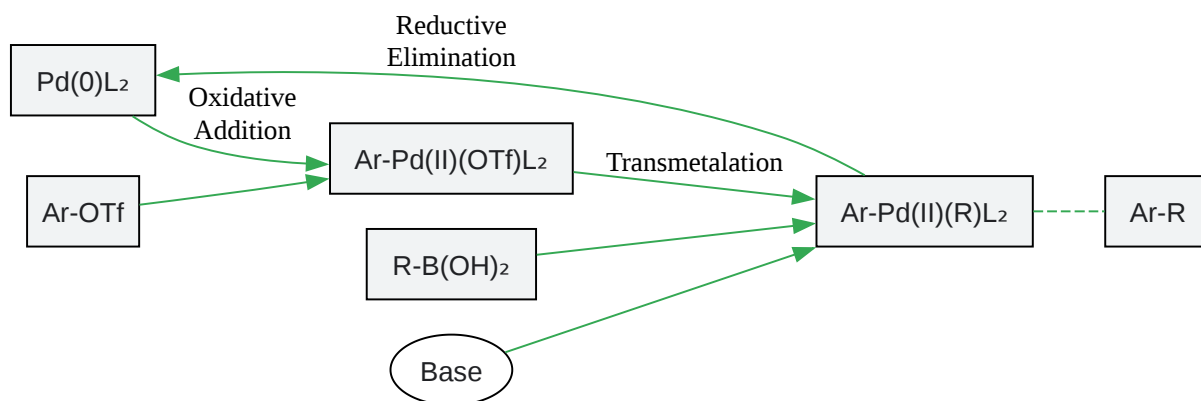 Reductive
Elimination
Pd(0)L₂
Oxidative
Addition
Ar-Pd(II)(OTf)L₂
Transmetalation
Ar-OTf
Ar-Pd(II)(R)L₂
Ar-R
R-B(OH)₂
Base